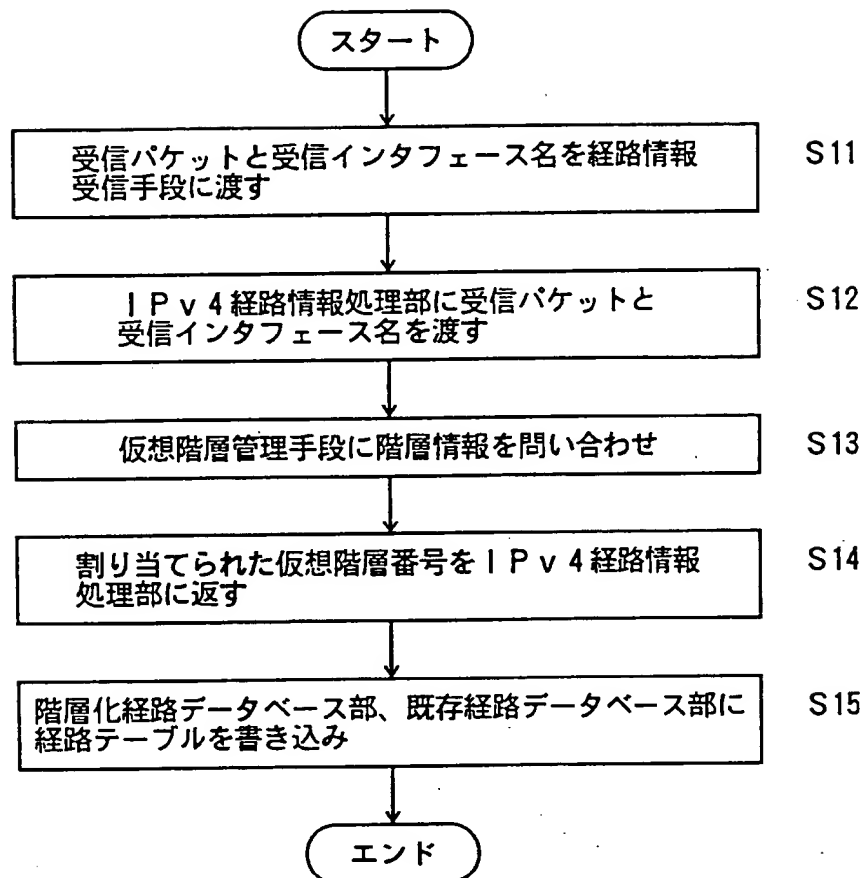 スタート
受信パケットと受信インタフェース名を経路情報
受信手段に渡す
S11
IPv4経路情報処理部に受信パケットと
受信インタフェース名を渡す
S12
仮想階層管理手段に階層情報を問い合わせ
S13
割り当てられた仮想階層番号をIPv4経路情報
処理部に返す
S14
階層化経路データベース部、既存経路データベース部に
経路テーブルを書き込み
S15
エンド